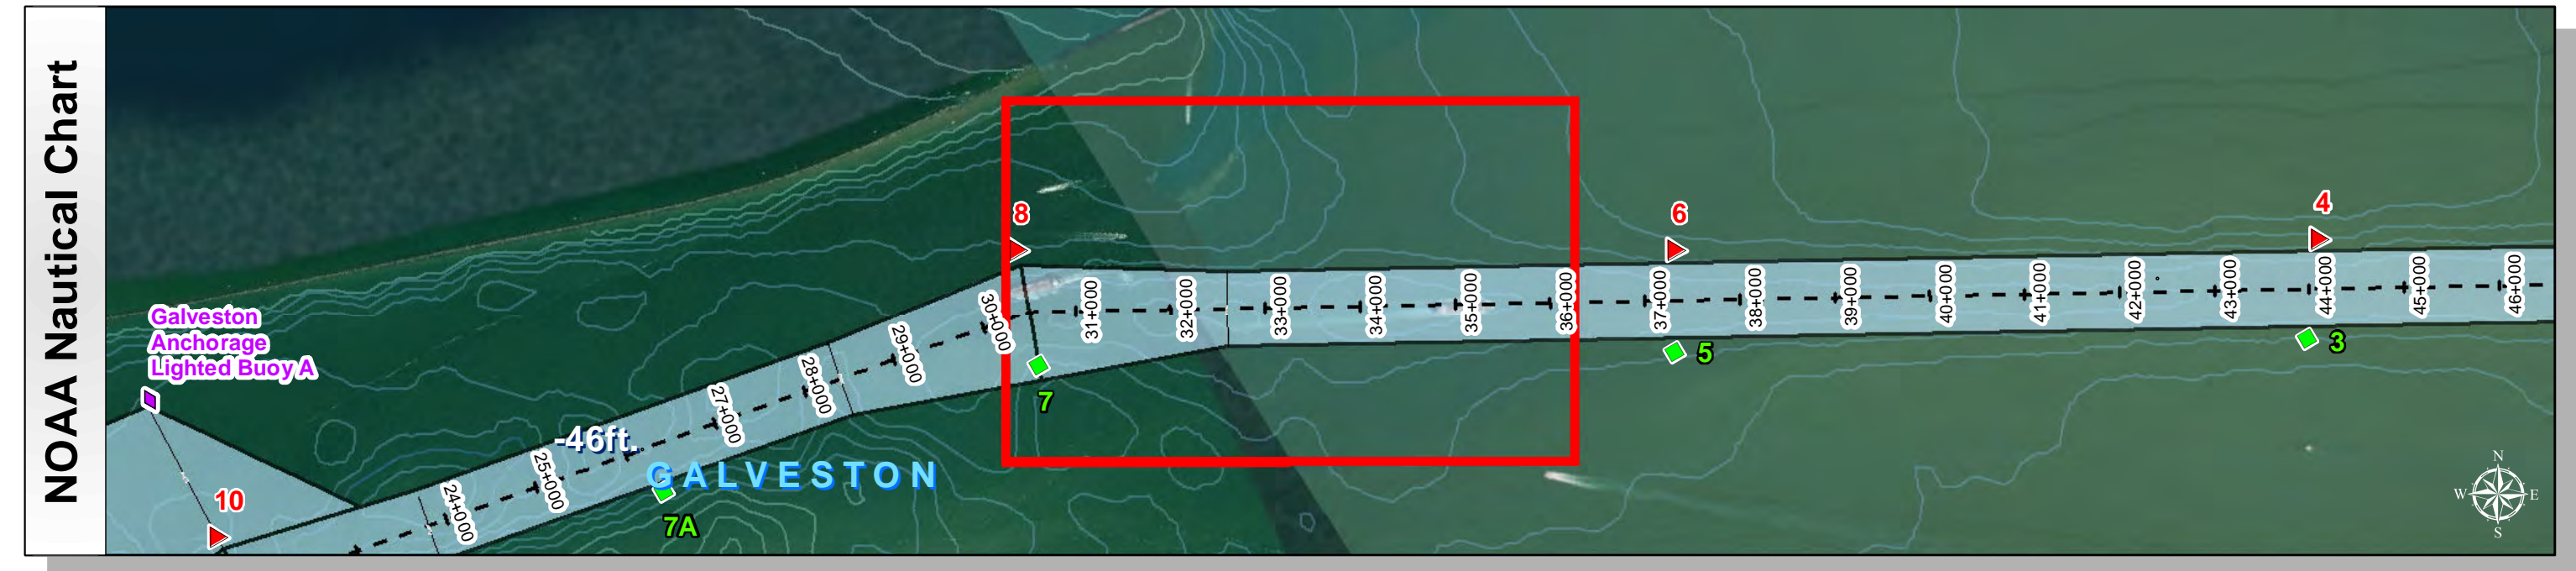 NOAA Nautical Chart
Galveston
Anchorage
Lighted Buoy A
10
24+000
25+000
-46ft.
GALVESTON
7A
27+000
28+000
29+000
30+000
8
7
31+000
32+000
33+000
34+000
35+000
36+000
6
37+000
5
38+000
39+000
40+000
41+000
42+000
43+000
4
44+000
3
45+000
46+000
N
W E
S